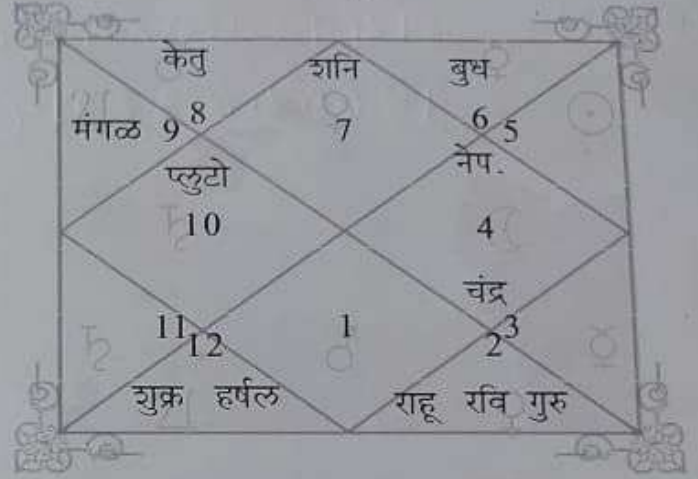 केतु शनि बुध
8 6
मंगळ 9 7 5
प्लुटो नेप.
10 4
चंद्र
11 1 3
12 2
शुक्र हर्षल राहू रवि गुरु